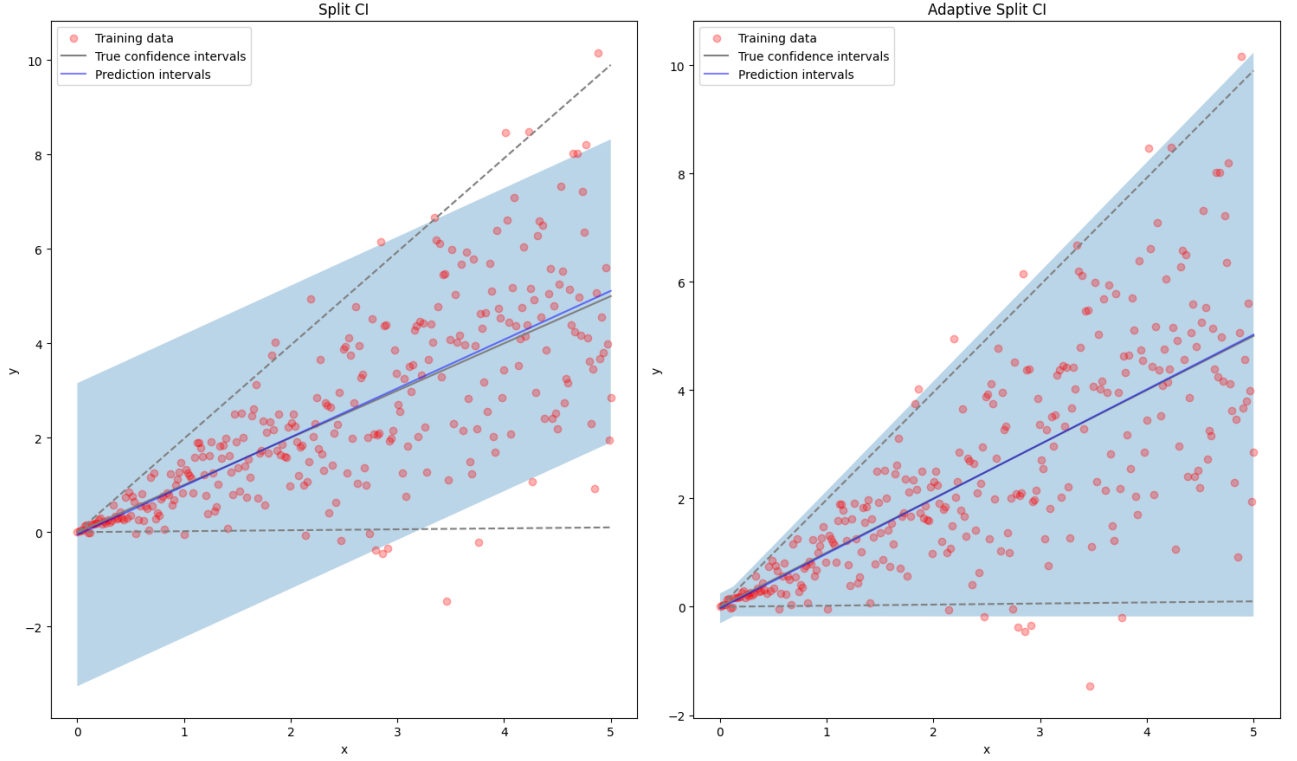 Split CI
Training data
True confidence intervals
Prediction intervals
10
8
6
4
2
0
−2
y
0
1
2
3
4
5
x
Adaptive Split CI
Training data
True confidence intervals
Prediction intervals
10
8
6
4
2
0
−2
y
0
1
2
3
4
5
x